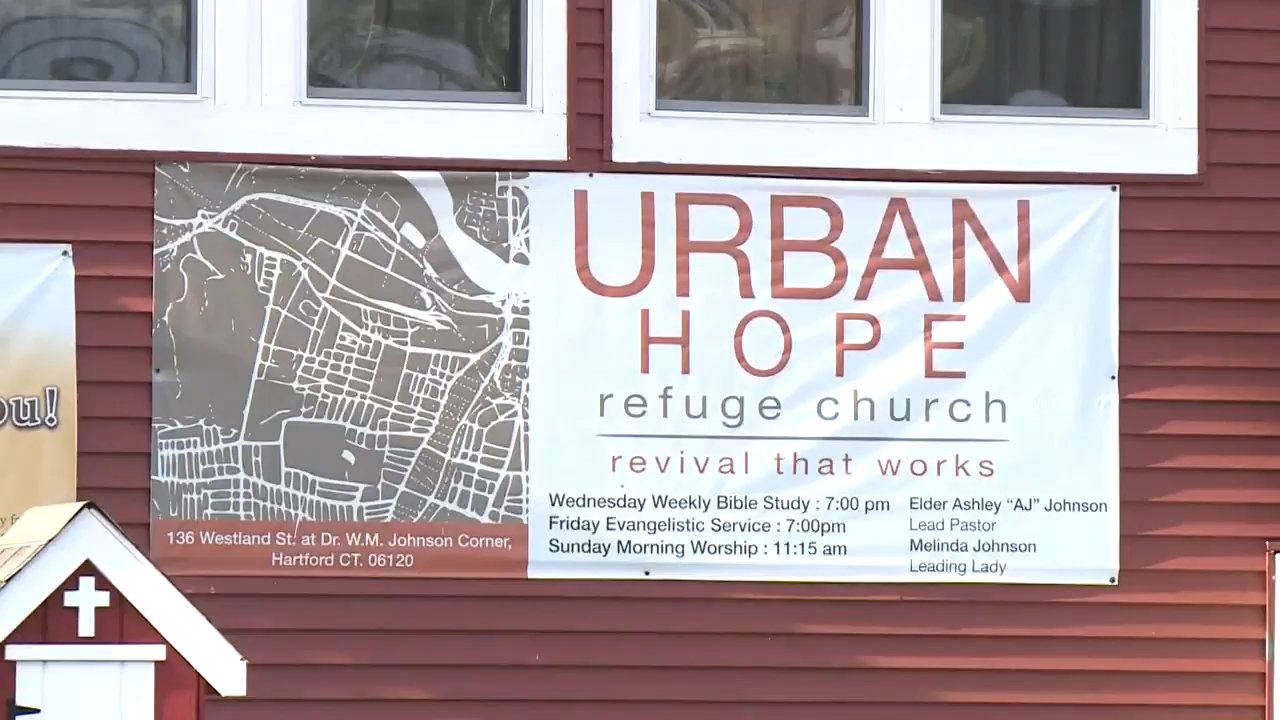 URBAN
HOPE
refuge church
revival that works
Wednesday Weekly Bible Study : 7:00 pm
Friday Evangelistic Service : 7:00pm
Sunday Morning Worship : 11:15 am
Elder Ashley “AJ” Johnson
Lead Pastor
Melinda Johnson
Leading Lady
136 Westland St. at Dr. W.M. Johnson Corner,
Hartford CT. 06120
ou!